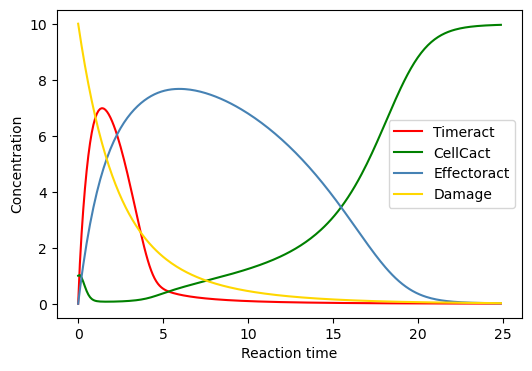 10
8
6
4
2
0
Concentration
0
5
10
15
20
25
Reaction time
Timeract
CellCact
Effectoract
Damage